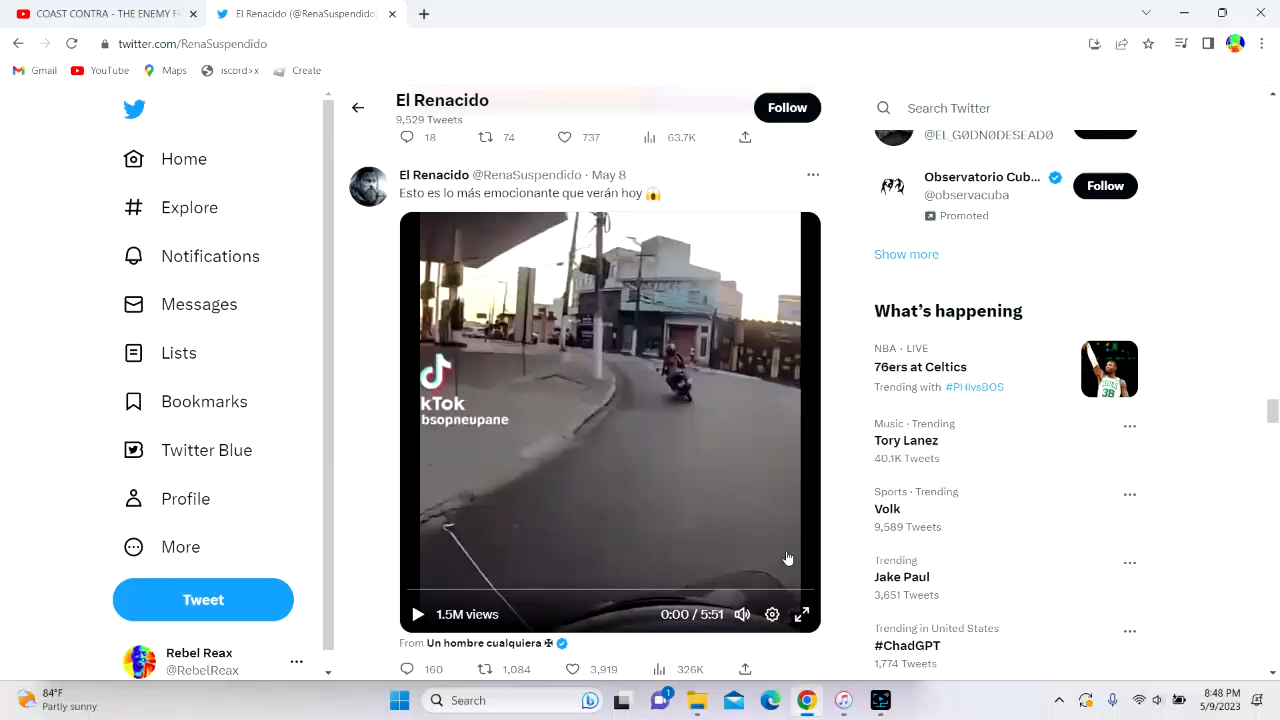 COAST CONTRA - THE ENEMY FR
El Renacido (@RenaSuspendido)
twitter.com/RenaSuspendido
Gmail
YouTube
Maps
ıscord>x
Create
Home
Explore
Notifications
Messages
Lists
Bookmarks
Twitter Blue
Profile
More
Tweet
Rebel Reax
@RebelReax
El Renacido
9,529 Tweets
Follow
18
74
737
63.7K
El Renacido @RenaSuspendido · May 8
Esto es lo más emocionante que verán hoy 😱
kTok
bsopneupane
1.5M views
0:00 / 5:51
From Un hombre cualquiera ✠
160
1,084
3,919
326K
Search Twitter
@EL_GØDNØDESEADØ
Observatorio Cub...
@observacuba
Follow
Promoted
Show more
What's happening
NBA · LIVE
76ers at Celtics
Trending with #PHIvsBOS
Music · Trending
Tory Lanez
40.1K Tweets
Sports · Trending
Volk
9,589 Tweets
Trending
Jake Paul
3,651 Tweets
Trending in United States
#ChadGPT
1,774 Tweets
84°F
Partly sunny
Search
1
8:48 PM
5/9/2023